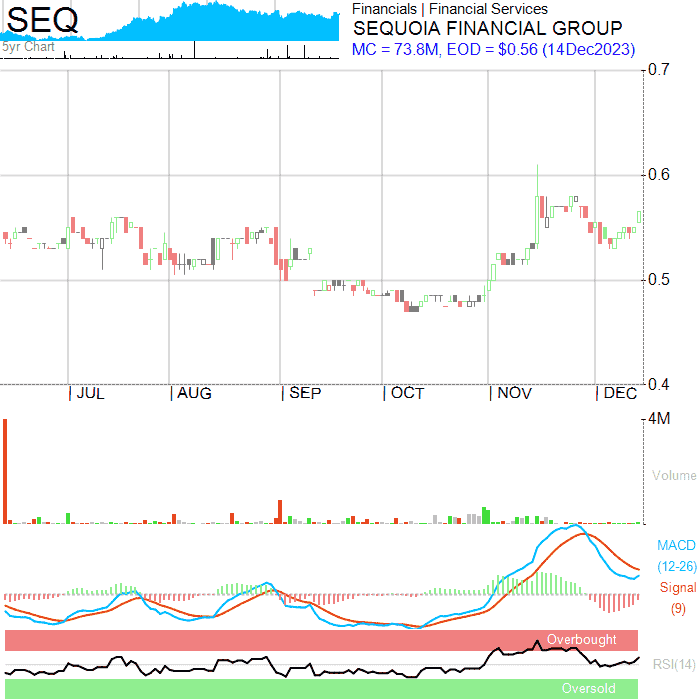 SEQ
5yr Chart
Financials | Financial Services
SEQUOIA FINANCIAL GROUP
MC = 73.8M, EOD = $0.56 (14Dec2023)
0.7
0.6
0.5
0.4
JUL
AUG
SEP
OCT
NOV
DEC
4M
Volume
MACD
(12-26)
Signal
(9)
Overbought
RSI(14)
Oversold